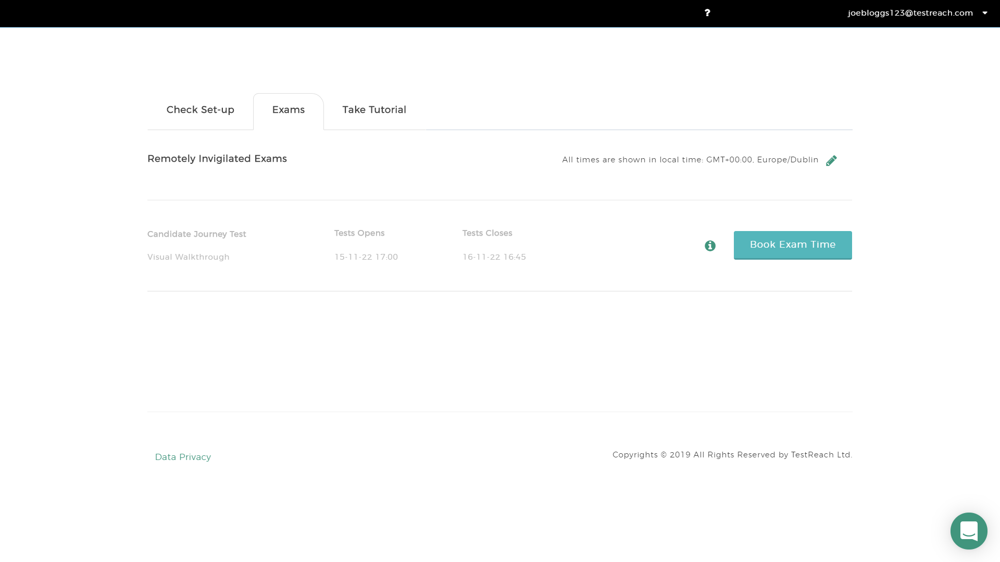 ?
joebloggs123@testreach.com
Check Set-up
Exams
Take Tutorial
Remotely Invigilated Exams
All times are shown in local time: GMT+00:00, Europe/Dublin
Candidate Journey Test
Tests Opens
Tests Closes
Visual Walkthrough
15-11-22 17:00
16-11-22 16:45
Book Exam Time
Data Privacy
Copyrights © 2019 All Rights Reserved by TestReach Ltd.